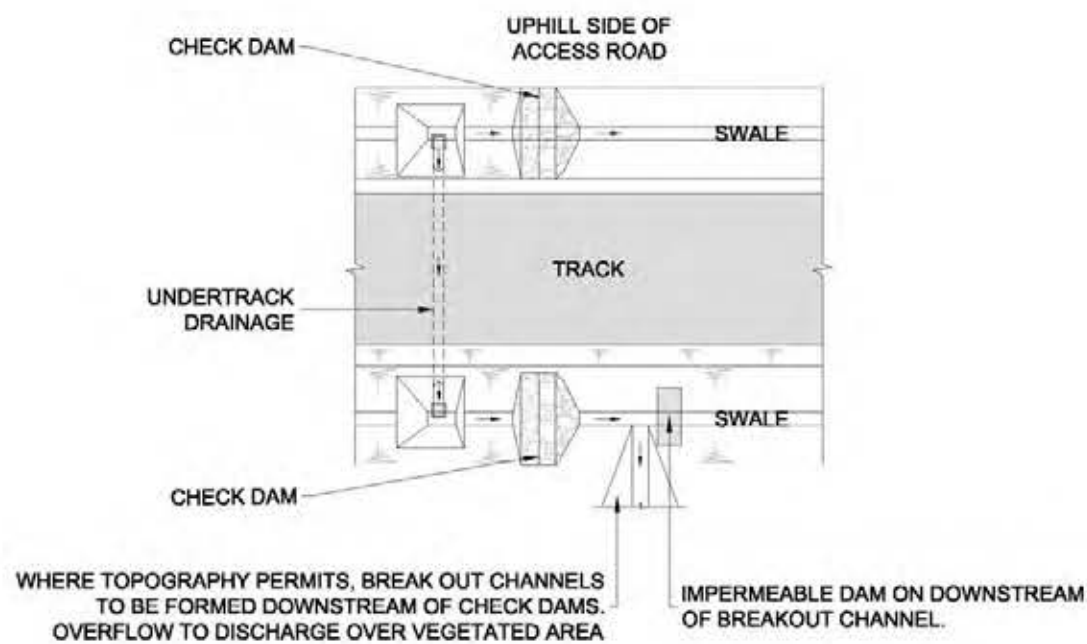 UPHILL SIDE OF
ACCESS ROAD
CHECK DAM
SWALE
TRACK
UNDERTRACK
DRAINAGE
SWALE
CHECK DAM
WHERE TOPOGRAPHY PERMITS, BREAK OUT CHANNELS
TO BE FORMED DOWNSTREAM OF CHECK DAMS.
OVERFLOW TO DISCHARGE OVER VEGETATED AREA
IMPERMEABLE DAM ON DOWNSTREAM
OF BREAKOUT CHANNEL.